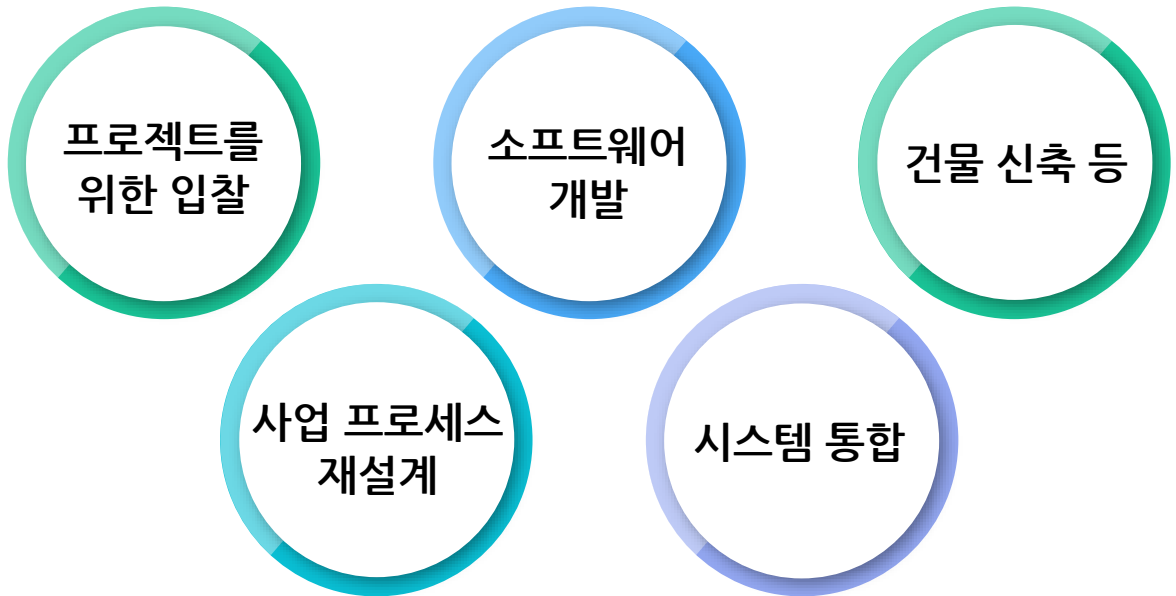 프로젝트를
위한 입찰
소프트웨어
개발
건물 신축 등
사업 프로세스
재설계
시스템 통합